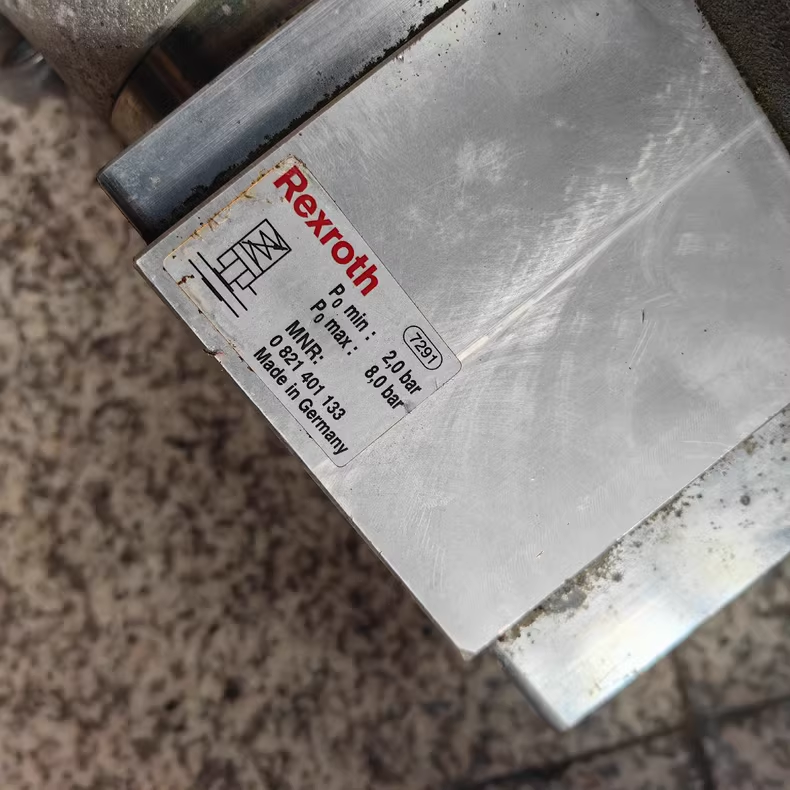 Rexroth
7291
P0 min : 2,0 bar
P0 max : 8,0 bar
MNR:
0 821 401 133
Made in Germany